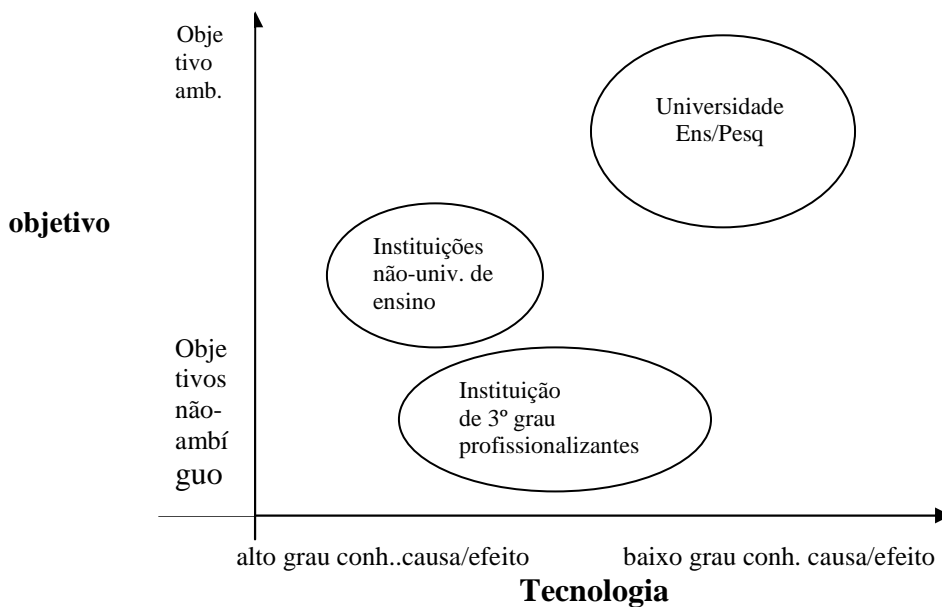 Obje
tivo
amb.
Universidade
Ens/Pesq
objetivo
Instituições
não-univ. de
ensino
Obje
tivos
não-
ambí
guo
Instituição
de 3º grau
profissionalizantes
alto grau conh..causa/efeito
baixo grau conh. causa/efeito
Tecnologia